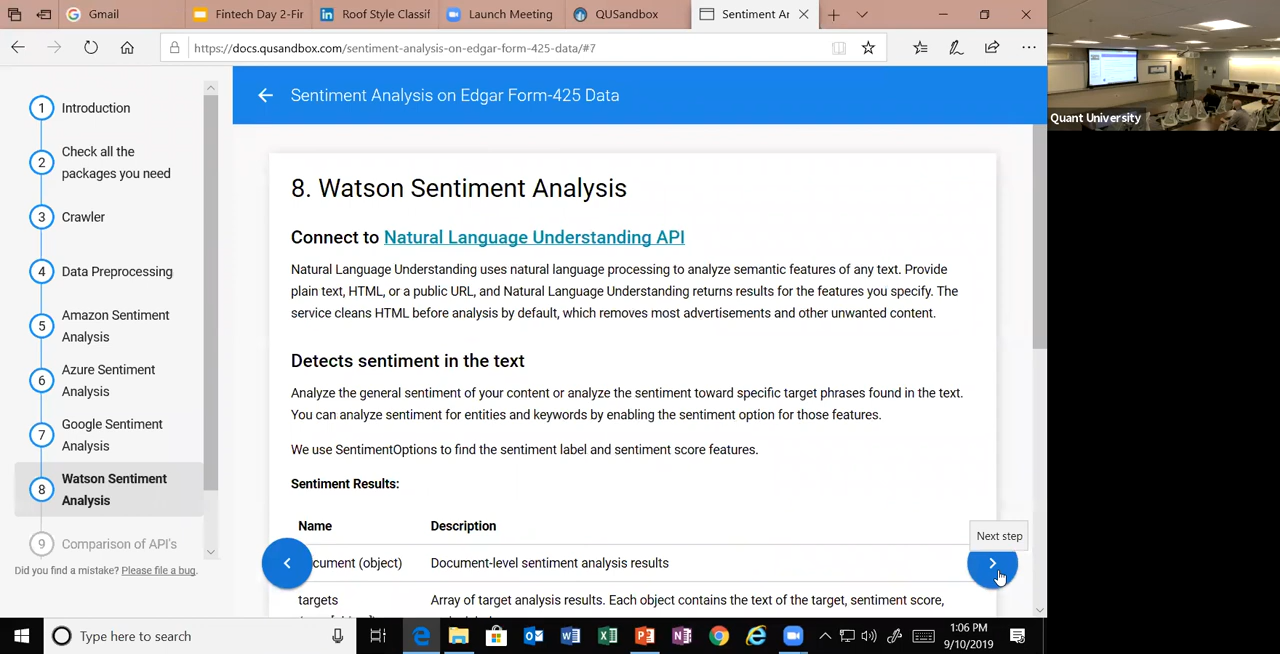 Gmail
Fintech Day 2-Fir
Roof Style Classif
Launch Meeting
QUSandbox
Sentiment Ar
https://docs.qusandbox.com/sentiment-analysis-on-edgar-form-425-data/#7
Quant University
1 Introduction
2 Check all the
packages you need
3 Crawler
4 Data Preprocessing
5 Amazon Sentiment
Analysis
6 Azure Sentiment
Analysis
7 Google Sentiment
Analysis
8 Watson Sentiment
Analysis
9 Comparison of API's
Did you find a mistake? Please file a bug.
Sentiment Analysis on Edgar Form-425 Data
8. Watson Sentiment Analysis
Connect to Natural Language Understanding API
Natural Language Understanding uses natural language processing to analyze semantic features of any text. Provide
plain text, HTML, or a public URL, and Natural Language Understanding returns results for the features you specify. The
service cleans HTML before analysis by default, which removes most advertisements and other unwanted content.
Detects sentiment in the text
Analyze the general sentiment of your content or analyze the sentiment toward specific target phrases found in the text.
You can analyze sentiment for entities and keywords by enabling the sentiment option for those features.
We use SentimentOptions to find the sentiment label and sentiment score features.
Sentiment Results:
Name Description
cument (object) Document-level sentiment analysis results
targets Array of target analysis results. Each object contains the text of the target, sentiment score,
Next step
Type here to search
1:06 PM
9/10/2019